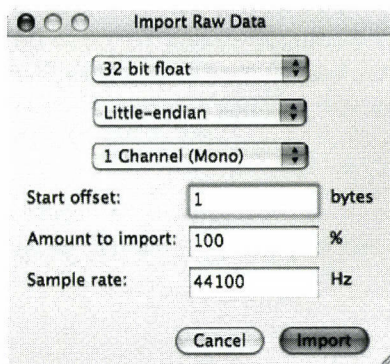 Import Raw Data
32 bit float
Little-endian
1 Channel (Mono)
Start offset: 1 bytes
Amount to import: 100 %
Sample rate: 44100 Hz
Cancel Import